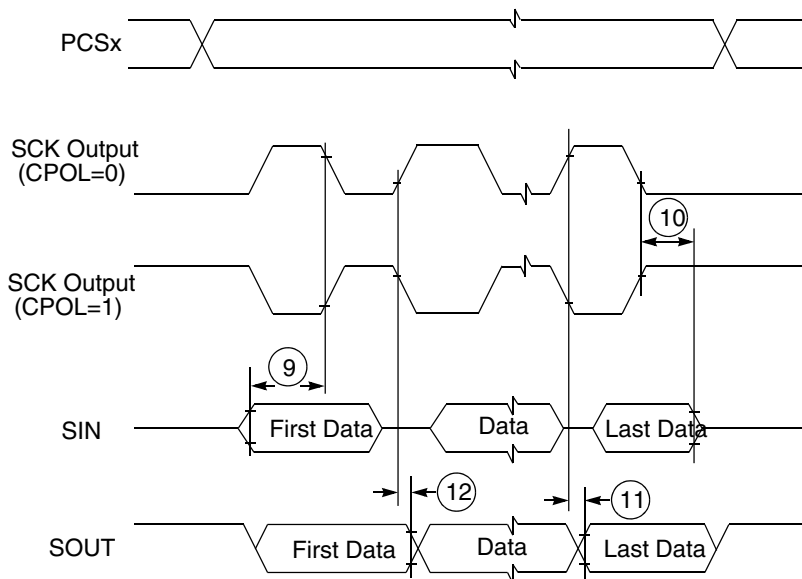 PCSx
SCK Output
(CPOL=0)
10
SCK Output
(CPOL=1)
9
SIN
First Data
Data
Last Data
12
11
SOUT
First Data
Data
Last Data